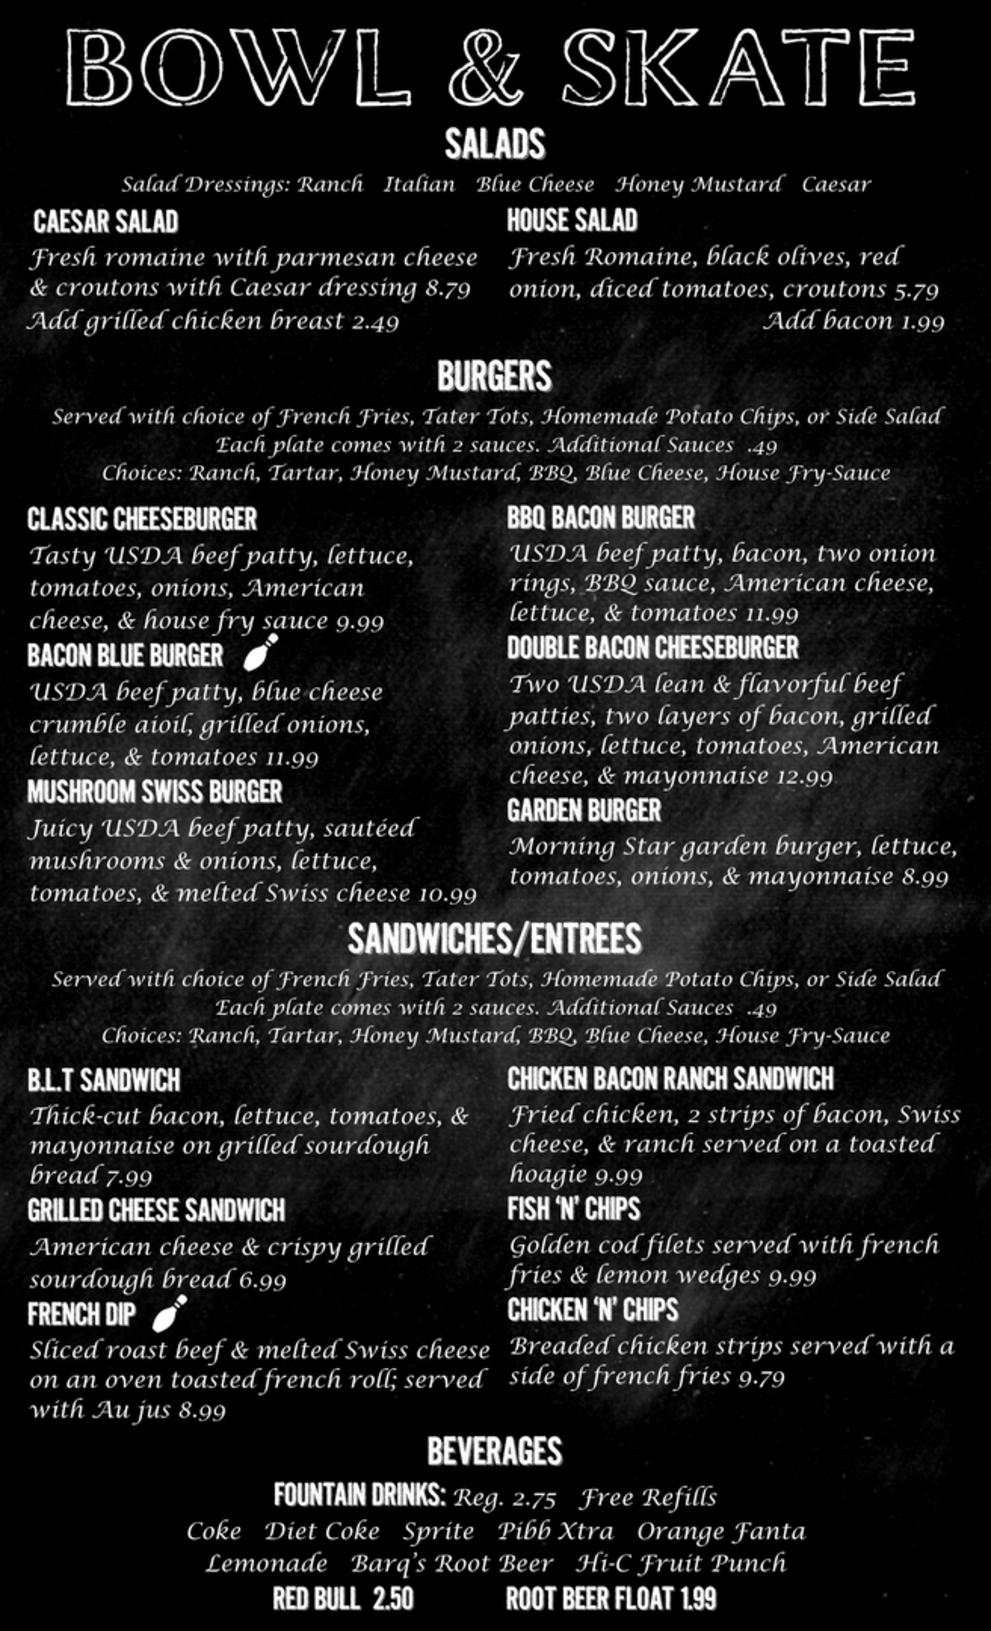 BOWL & SKATE
SALADS
Salad Dressings: Ranch Italian Blue Cheese Honey Mustard Caesar
CAESAR SALAD
Fresh romaine with parmesan cheese
& croutons with Caesar dressing 8.79
Add grilled chicken breast 2.49
HOUSE SALAD
Fresh Romaine, black olives, red
onion, diced tomatoes, croutons 5.79
Add bacon 1.99
BURGERS
Served with choice of French Fries, Tater Tots, Homemade Potato Chips, or Side Salad
Each plate comes with 2 sauces. Additional Sauces .49
Choices: Ranch, Tartar, Honey Mustard, BBQ, Blue Cheese, House Fry-Sauce
CLASSIC CHEESEBURGER
Tasty USDA beef patty, lettuce,
tomatoes, onions, American
cheese, & house fry sauce 9.99
BACON BLUE BURGER
USDA beef patty, blue cheese
crumble aioil, grilled onions,
lettuce, & tomatoes 11.99
MUSHROOM SWISS BURGER
Juicy USDA beef patty, sautéed
mushrooms & onions, lettuce,
tomatoes, & melted Swiss cheese 10.99
BBQ BACON BURGER
USDA beef patty, bacon, two onion
rings, BBQ sauce, American cheese,
lettuce, & tomatoes 11.99
DOUBLE BACON CHEESEBURGER
Two USDA lean & flavorful beef
patties, two layers of bacon, grilled
onions, lettuce, tomatoes, American
cheese, & mayonnaise 12.99
GARDEN BURGER
Morning Star garden burger, lettuce,
tomatoes, onions, & mayonnaise 8.99
SANDWICHES/ENTREES
Served with choice of French Fries, Tater Tots, Homemade Potato Chips, or Side Salad
Each plate comes with 2 sauces. Additional Sauces .49
Choices: Ranch, Tartar, Honey Mustard, BBQ, Blue Cheese, House Fry-Sauce
B.L.T SANDWICH
Thick-cut bacon, lettuce, tomatoes, &
mayonnaise on grilled sourdough
bread 7.99
GRILLED CHEESE SANDWICH
American cheese & crispy grilled
sourdough bread 6.99
FRENCH DIP
Sliced roast beef & melted Swiss cheese
on an oven toasted french roll; served
with Au jus 8.99
CHICKEN BACON RANCH SANDWICH
Fried chicken, 2 strips of bacon, Swiss
cheese, & ranch served on a toasted
hoagie 9.99
FISH ‘N’ CHIPS
Golden cod filets served with french
fries & lemon wedges 9.99
CHICKEN ‘N’ CHIPS
Breaded chicken strips served with a
side of french fries 9.79
BEVERAGES
FOUNTAIN DRINKS: Reg. 2.75 Free Refills
Coke Diet Coke Sprite Pibb Xtra Orange Fanta
Lemonade Barq’s Root Beer Hi-C Fruit Punch
RED BULL 2.50 ROOT BEER FLOAT 1.99